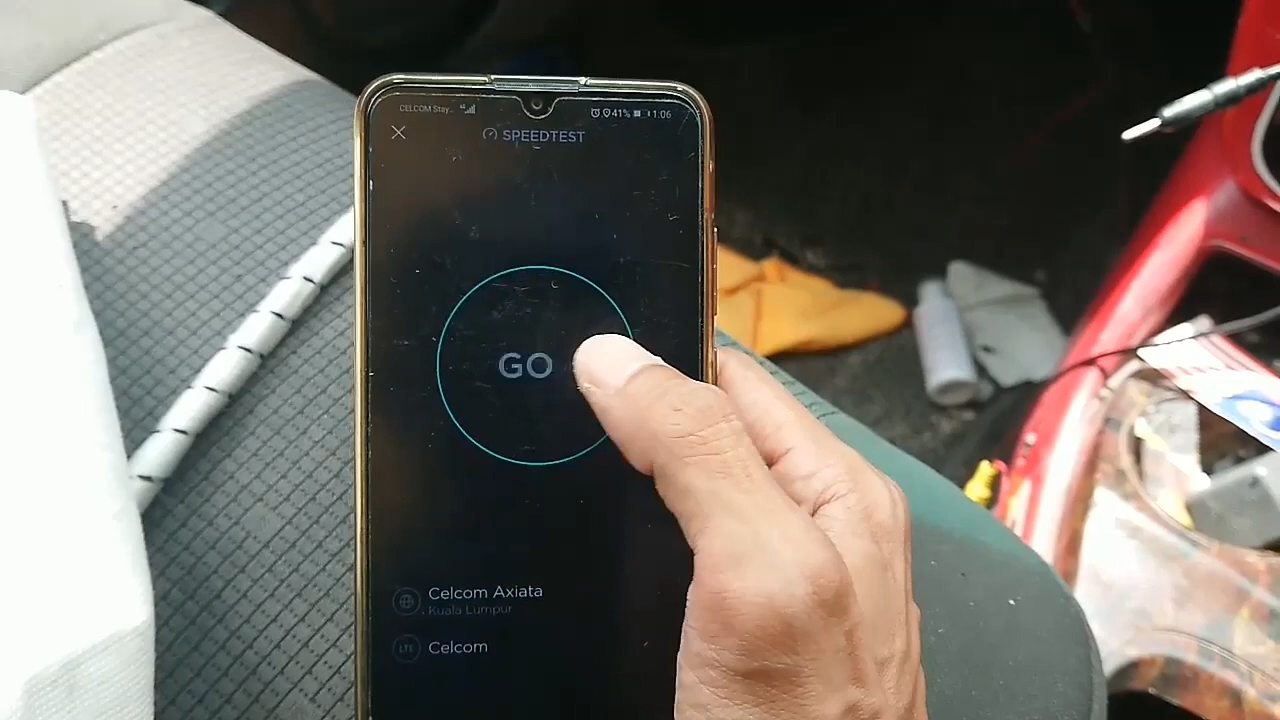 CELCOM Stay.. 41% 1:06
SPEEDTEST
GO
Celcom Axiata
Kuala Lumpur
LTE Celcom